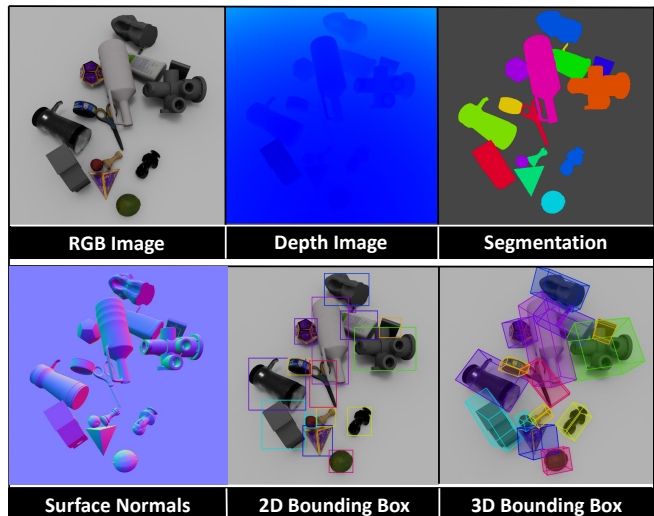 RGB Image
Depth Image
Segmentation
Surface Normals
2D Bounding Box
3D Bounding Box